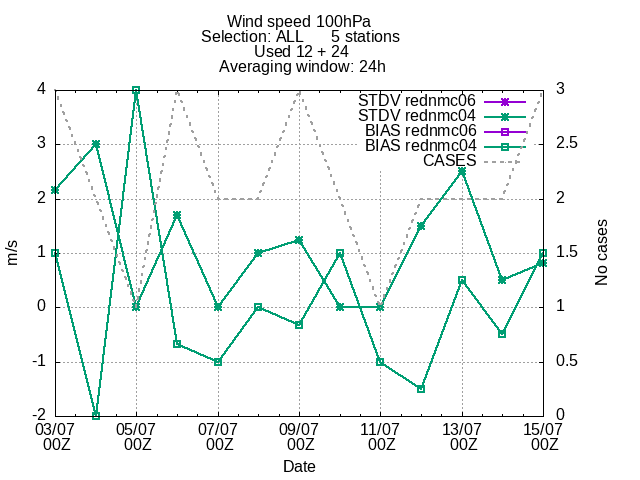 Wind speed 100hPa
Selection: ALL      5 stations
Used 12 + 24
Averaging window: 24h
STDV rednmc06
STDV rednmc04
BIAS rednmc06
BIAS rednmc04
CASES
4
3
2
1
0
-1
-2
m/s
3
2.5
2
1.5
1
0.5
0
No cases
03/07 05/07 07/07 09/07 11/07 13/07 15/07
00Z 00Z 00Z 00Z 00Z 00Z 00Z
Date